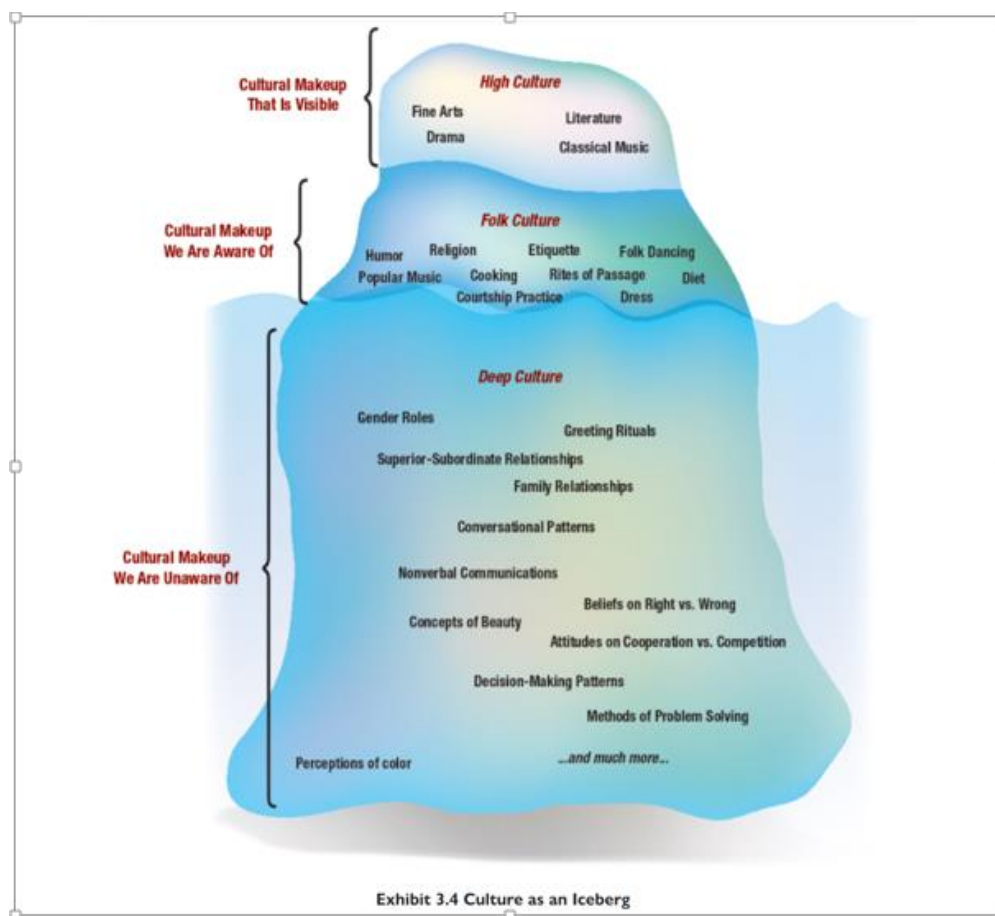 High Culture
Cultural Makeup
That Is Visible
Fine Arts
Literature
Drama
Classical Music
Folk Culture
Cultural Makeup
We Are Aware Of
Humor
Religion
Etiquette
Folk Dancing
Popular Music
Cooking
Rites of Passage
Diet
Courtship Practice
Dress
Deep Culture
Gender Roles
Greeting Rituals
Superior-Subordinate Relationships
Family Relationships
Conversational Patterns
Cultural Makeup
We Are Unaware Of
Nonverbal Communications
Beliefs on Right vs. Wrong
Concepts of Beauty
Attitudes on Cooperation vs. Competition
Decision-Making Patterns
Methods of Problem Solving
Perceptions of color
...and much more...
Exhibit 3.4 Culture as an Iceberg